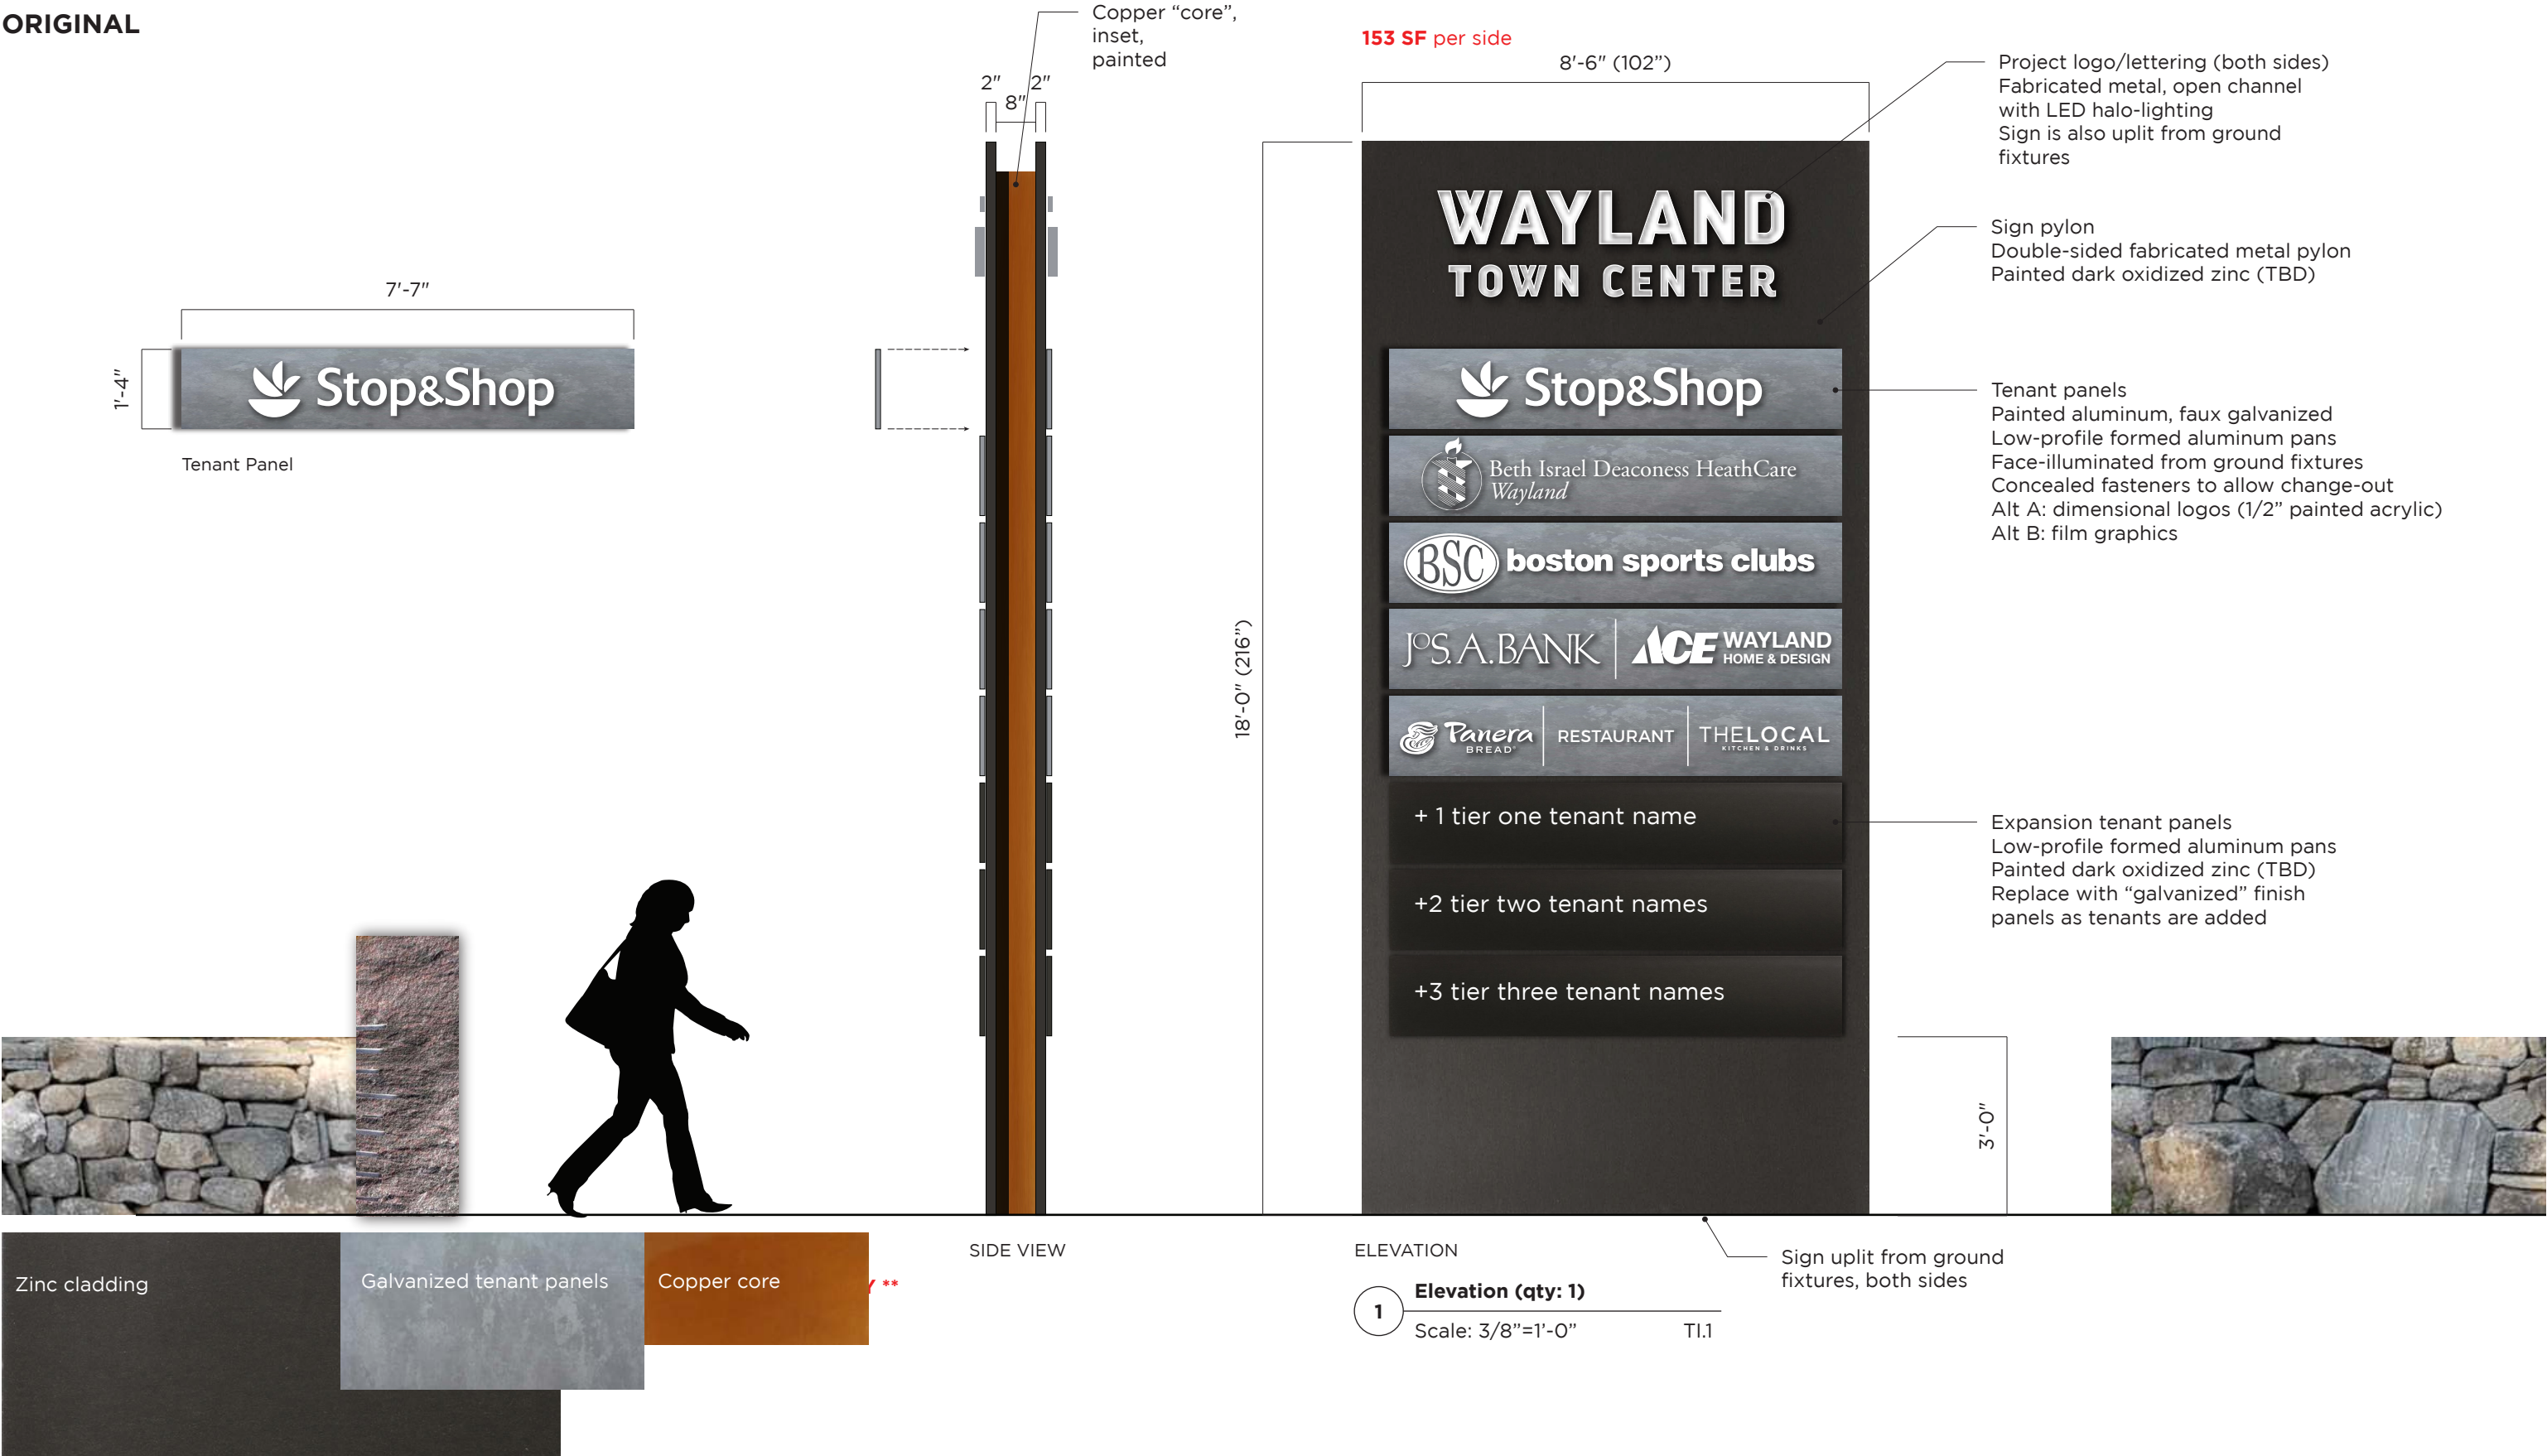 ORIGINAL
Copper “core”,
inset,
painted
2"
2"
8"
153 SF per side
8'-6" (102”)
Project logo/lettering (both sides)
Fabricated metal, open channel
with LED halo-lighting
Sign is also uplit from ground
fixtures
Sign pylon
Double-sided fabricated metal pylon
Painted dark oxidized zinc (TBD)
WAYLAND
TOWN CENTER
7'-7"
1'-4"
Stop&Shop
Tenant Panel
Stop&Shop
Tenant panels
Painted aluminum, faux galvanized
Low-profile formed aluminum pans
Face-illuminated from ground fixtures
Concealed fasteners to allow change-out
Alt A: dimensional logos (1/2” painted acrylic)
Alt B: film graphics
Beth Israel Deaconess HeathCare
Wayland
BSC boston sports clubs
18'-0" (216”)
JOS. A. BANK
ACE WAYLAND
HOME & DESIGN
Panera
BREAD®
RESTAURANT
THELOCAL
KITCHEN & DRINKS
+ 1 tier one tenant name
+2 tier two tenant names
+3 tier three tenant names
Expansion tenant panels
Low-profile formed aluminum pans
Painted dark oxidized zinc (TBD)
Replace with “galvanized” finish
panels as tenants are added
3'-0"
SIDE VIEW
ELEVATION
Sign uplit from ground
fixtures, both sides
Zinc cladding
Galvanized tenant panels
Copper core
**
1
Elevation (qty: 1)
Scale: 3/8”=1’-0”
TI.1